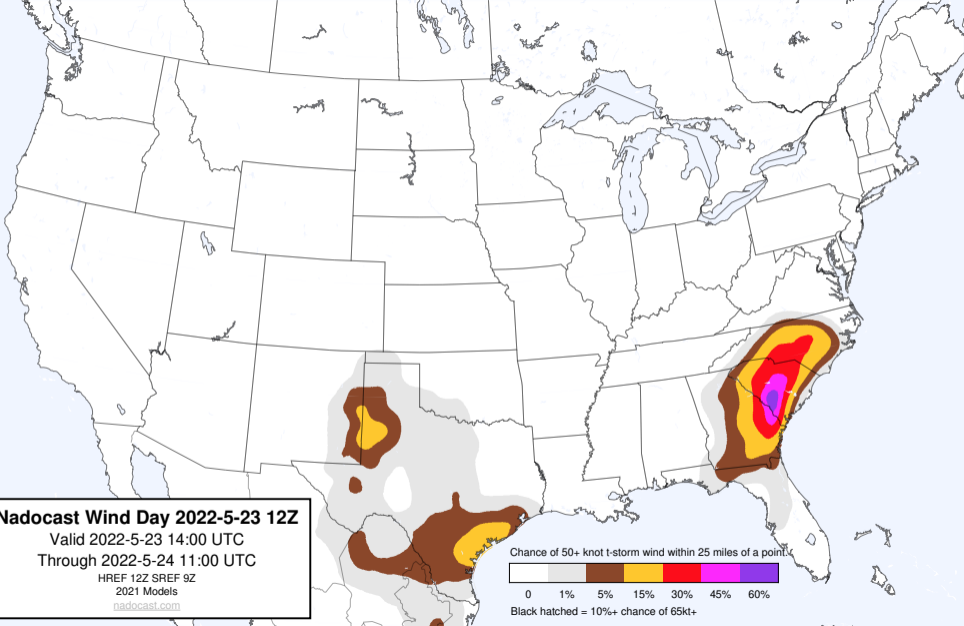 Nadocast Wind Day 2022-5-23 12Z
Valid 2022-5-23 14:00 UTC
Through 2022-5-24 11:00 UTC
HREF 12Z SREF 9Z
2021 Models
nadocast.com
Chance of 50+ knot t-storm wind within 25 miles of a point.
0 1% 5% 15% 30% 45% 60%
Black hatched = 10%+ chance of 65kt+